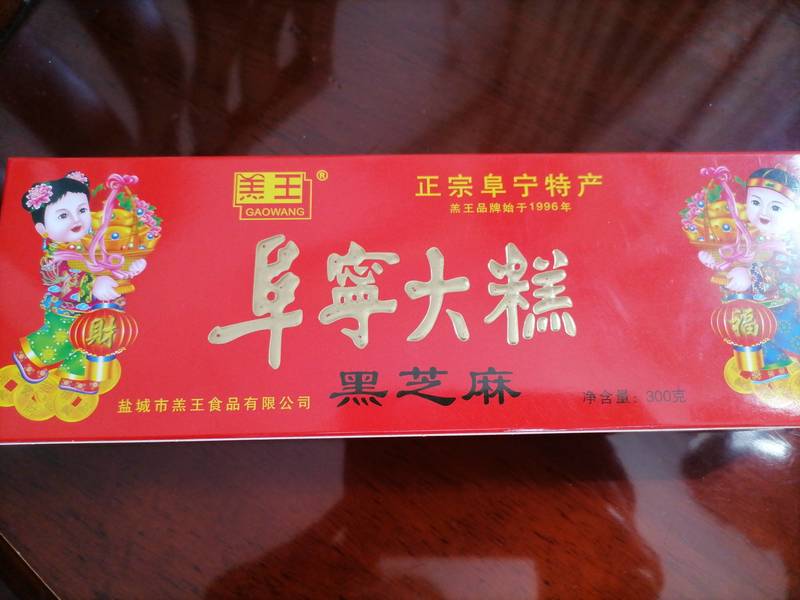 羔王®
GAOWANG
正宗阜宁特产
羔王品牌始于1996年
阜寧大糕
財
福
黑芝麻
盐城市羔王食品有限公司
净含量：300克